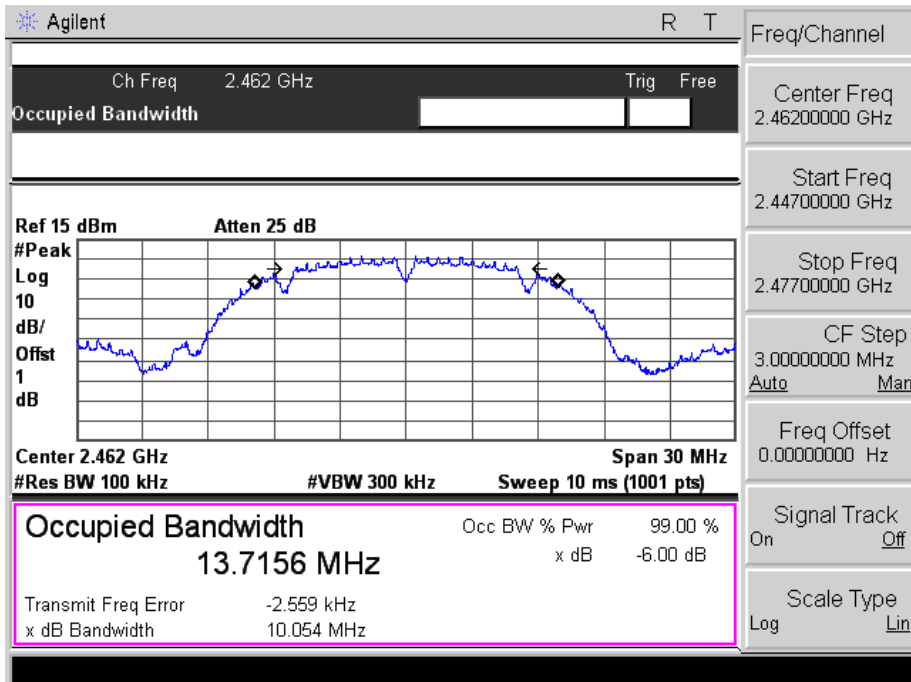 Agilent R T
Ch Freq 2.462 GHz Trig Free
Occupied Bandwidth
Ref 15 dBm Atten 25 dB
#Peak
Log
10
dB/
Offst
1
dB
Center 2.462 GHz Span 30 MHz
#Res BW 100 kHz #VBW 300 kHz Sweep 10 ms (1001 pts)
Occupied Bandwidth Occ BW % Pwr 99.00 %
13.7156 MHz x dB -6.00 dB
Transmit Freq Error -2.559 kHz
x dB Bandwidth 10.054 MHz
Freq/Channel
Center Freq
2.46200000 GHz
Start Freq
2.44700000 GHz
Stop Freq
2.47700000 GHz
CF Step
3.00000000 MHz
Auto Man
Freq Offset
0.00000000 Hz
Signal Track
On Off
Scale Type
Log Lin